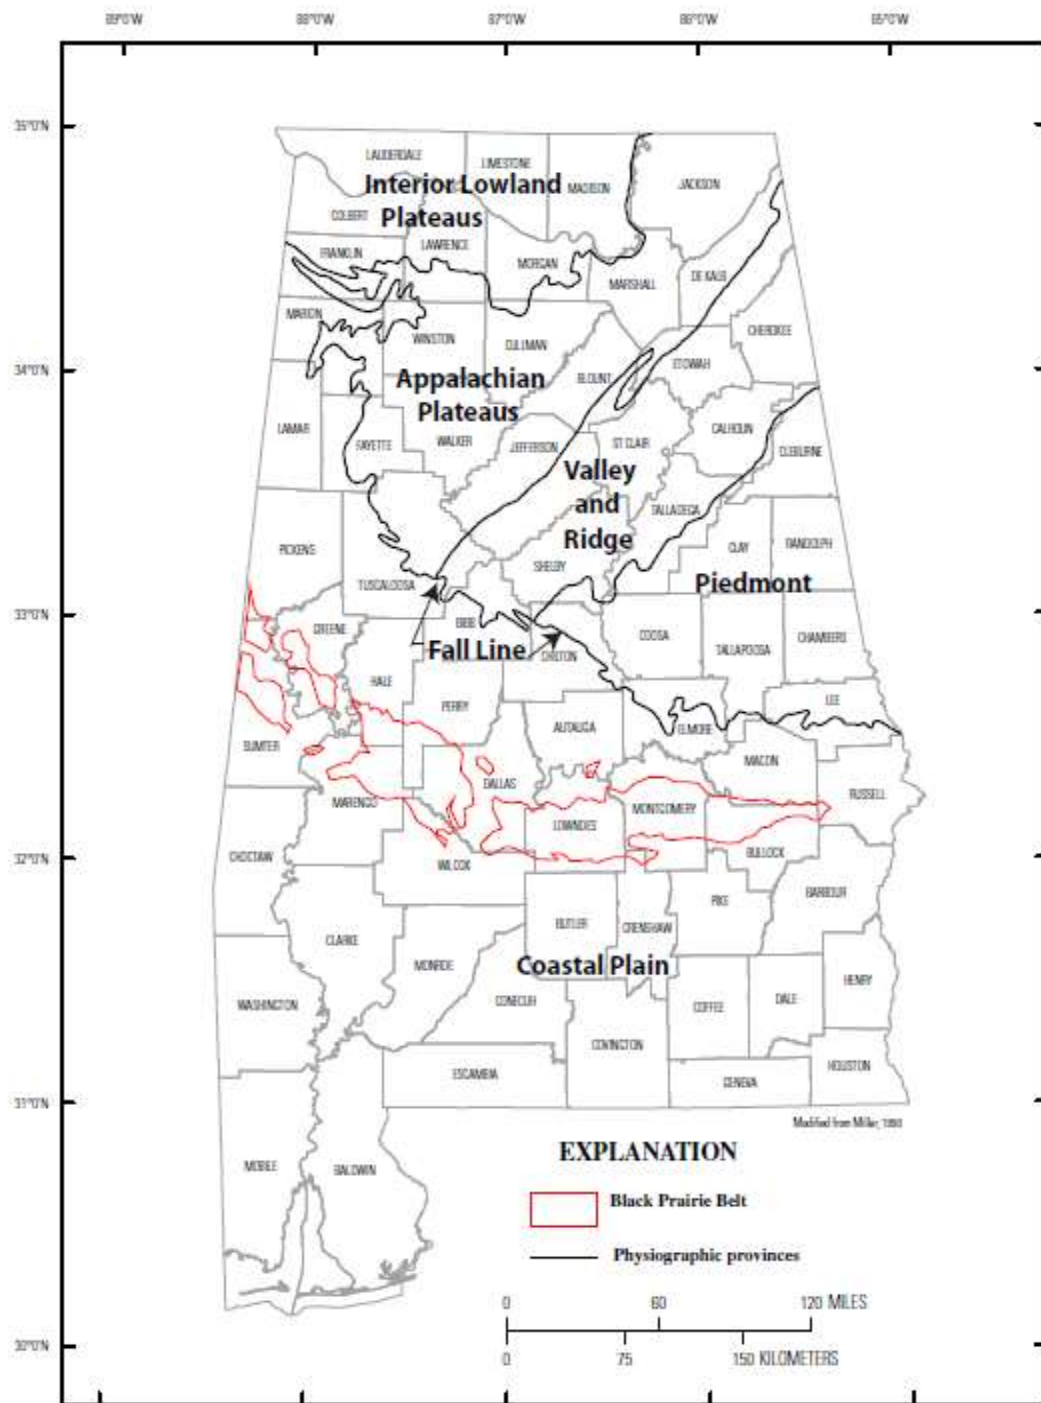 89°0'W 88°0'W 87°0'W 86°0'W 85°0'W
35°0'N
LAUDERDALE
LIMESTONE
MADISON
JACKSON
Interior Lowland
Plateaus
COLBERT
FRANKLIN
LAWRENCE
MORGAN
MARSHALL
DE KALB
MARION
WINSTON
CULLMAN
CHEROKEE
34°0'N
BLOUNT
ETOWAH
Appalachian
Plateaus
LAMAR
FAYETTE
WALKER
JEFFERSON
ST CLAIR
CALHOUN
CLEBURNE
Valley
and
Ridge
TALLADEGA
PICKENS
TUSCALOOSA
SHELBY
CLAY
RANDOLPH
Piedmont
33°0'N
GREENE
BIBB
Fall Line
CHILTON
COOSA
TALLAPOOSA
CHAMBERS
HALE
PERRY
LEE
AUTAUGA
ELMORE
SUMTER
MACON
DALLAS
RUSSELL
MARENGO
LOWNDES
MONTGOMERY
32°0'N
CHOCTAW
WILCOX
BULLOCK
PIKE
BARBOUR
CLARKE
BUTLER
CRENSHAW
MONROE
Coastal Plain
WASHINGTON
CONECUH
COFFEE
DALE
HENRY
COVINGTON
ESCAMBIA
GENEVA
HOUSTON
31°0'N
Modified from Miller, 1990
MOBILE
BALDWIN
EXPLANATION
Black Prairie Belt
Physiographic provinces
0 60 120 MILES
30°0'N
0 75 150 KILOMETERS